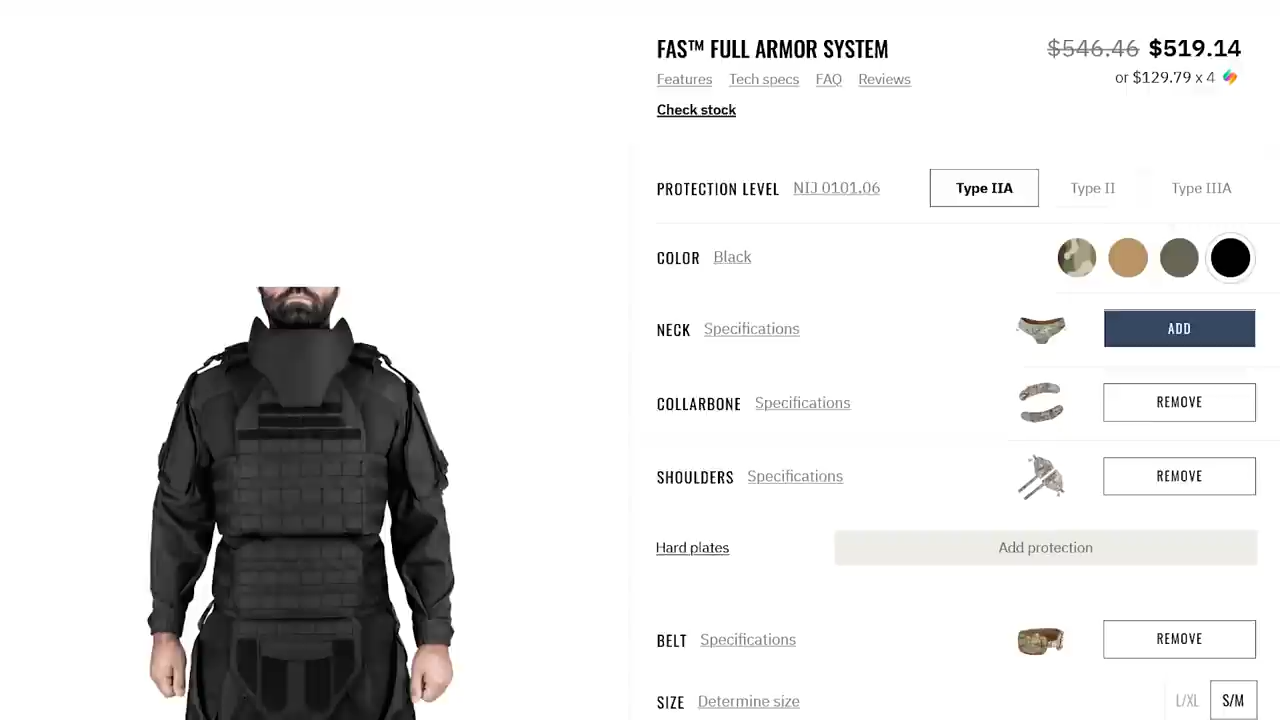 FAS™ FULL ARMOR SYSTEM $546.46 $519.14
Features Tech specs FAQ Reviews or $129.79 x 4
Check stock
PROTECTION LEVEL NIJ 0101.06 Type IIA Type II Type IIIA
COLOR Black
NECK Specifications ADD
COLLARBONE Specifications REMOVE
SHOULDERS Specifications REMOVE
Hard plates Add protection
BELT Specifications REMOVE
SIZE Determine size L/XL S/M